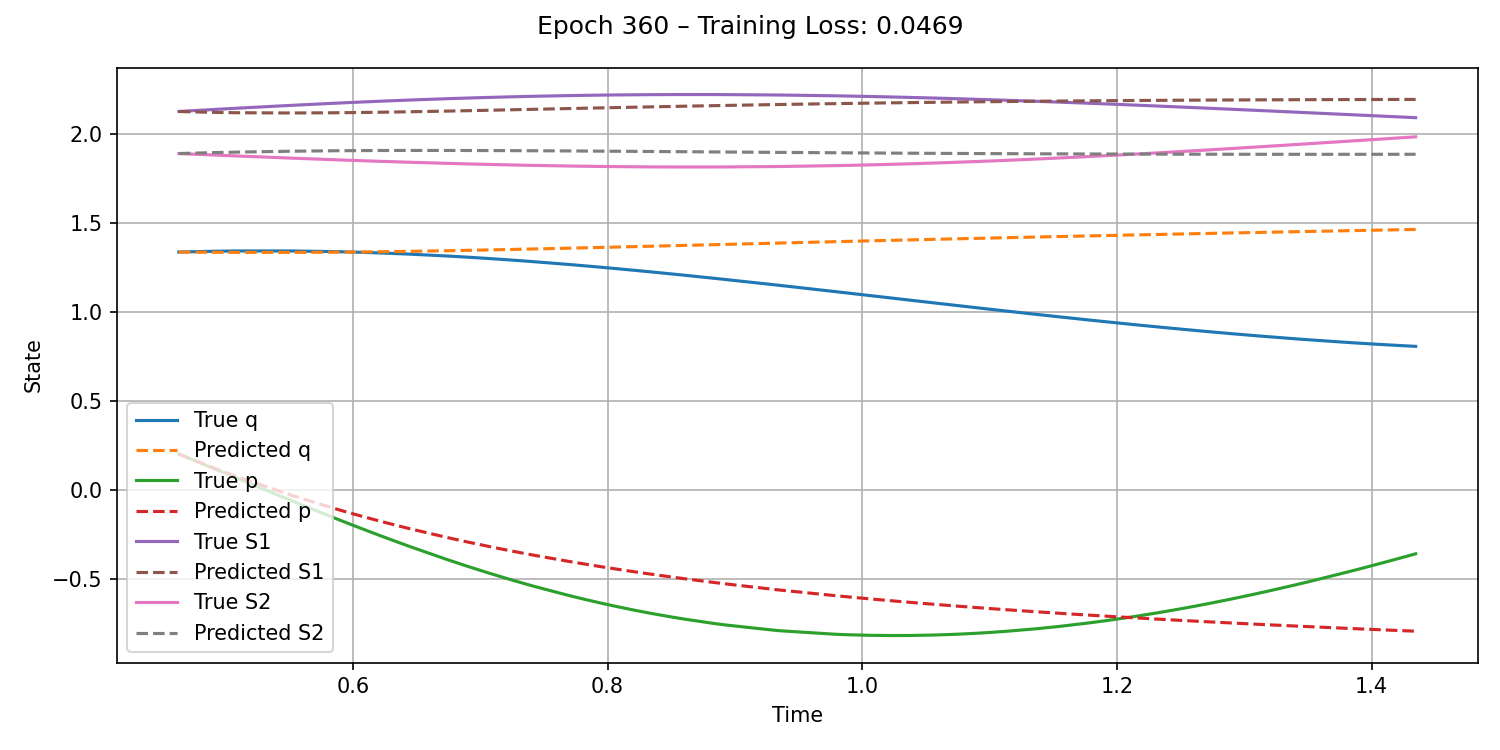 Epoch 360 – Training Loss: 0.0469
State
2.0
1.5
1.0
0.5
0.0
−0.5
True q
Predicted q
True p
Predicted p
True S1
Predicted S1
True S2
Predicted S2
0.6
0.8
1.0
1.2
1.4
Time